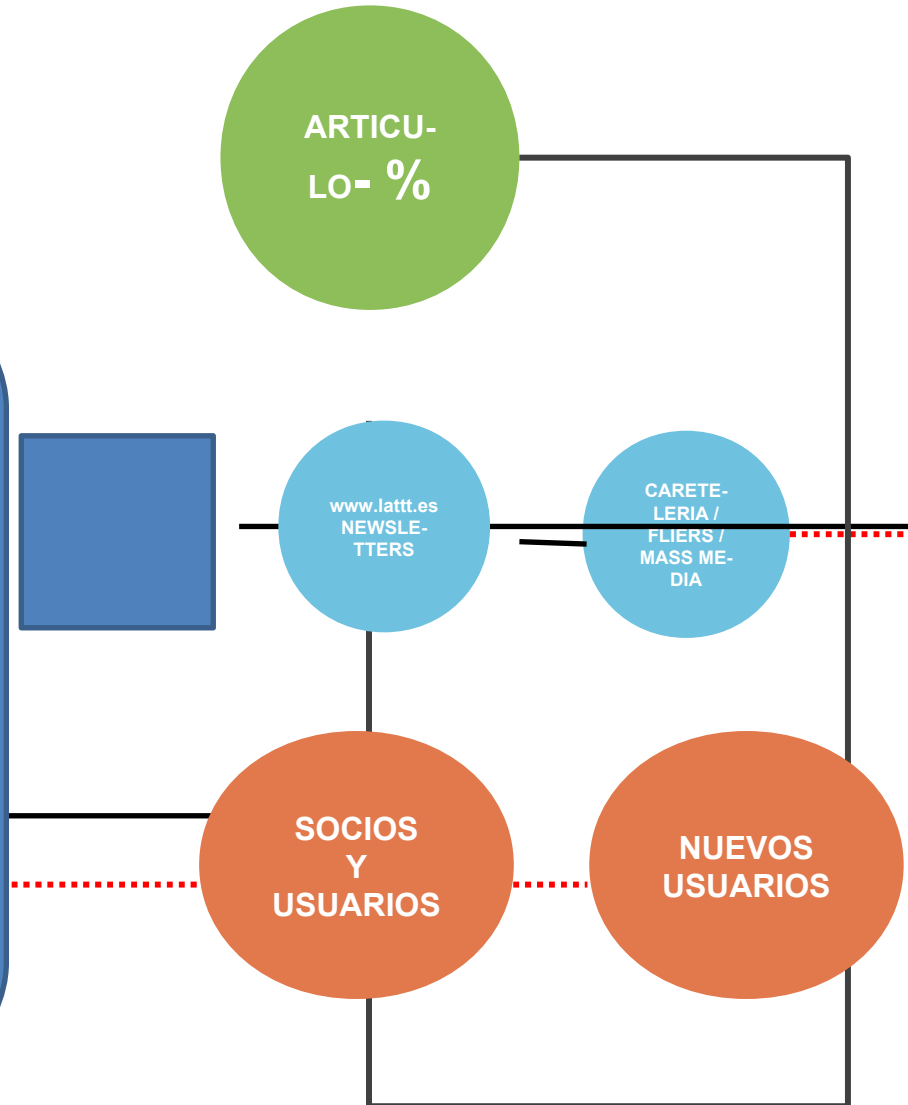 ARTICU-
LO- %
www.lattt.es
NEWSLE-
TTERS
CARETE-
LERIA /
FLIERS /
MASS ME-
DIA
SOCIOS
Y
USUARIOS
NUEVOS
USUARIOS